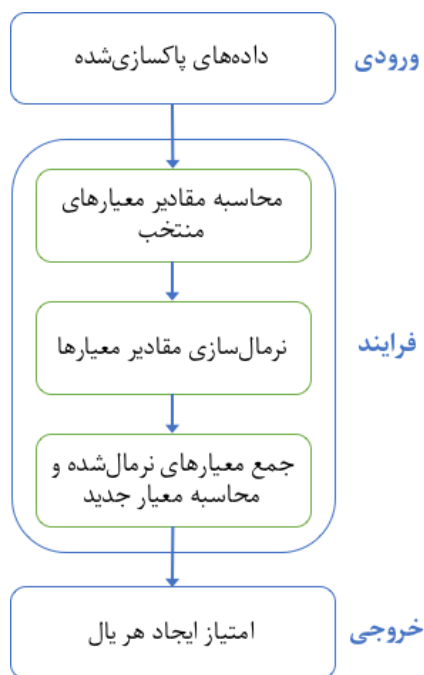 ورودی
داده‌های پاکسازی‌شده
فرایند
محاسبه مقادیر معیارهای
منتخب
نرمال‌سازی مقادیر معیارها
جمع معیارهای نرمال‌شده و
محاسبه معیار جدید
خروجی
امتیاز ایجاد هر یال